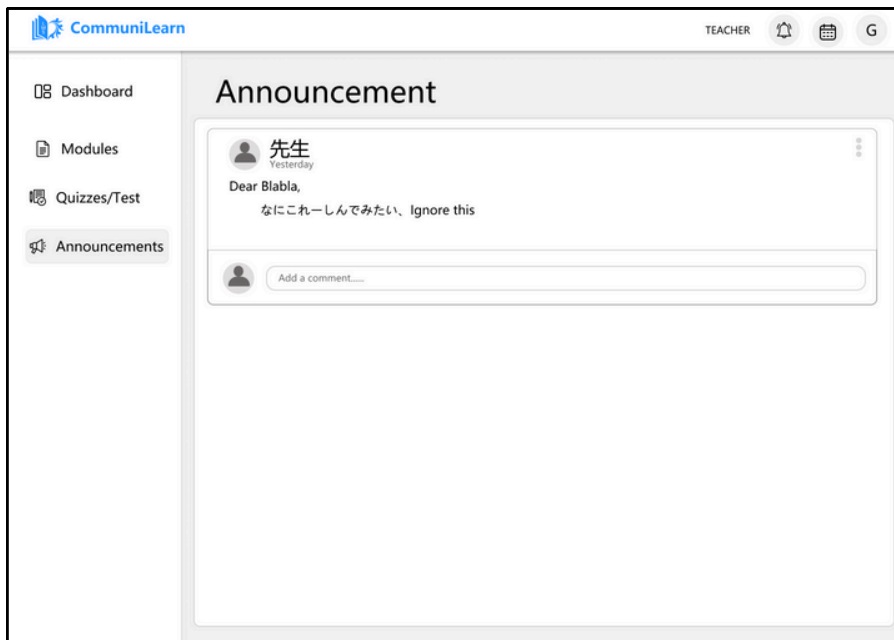 CommuniLearn
TEACHER
G
Dashboard
Modules
Quizzes/Test
Announcements
Announcement
先生
Yesterday
Dear Blabla,
なにこれーしんでみたい、Ignore this
Add a comment.....